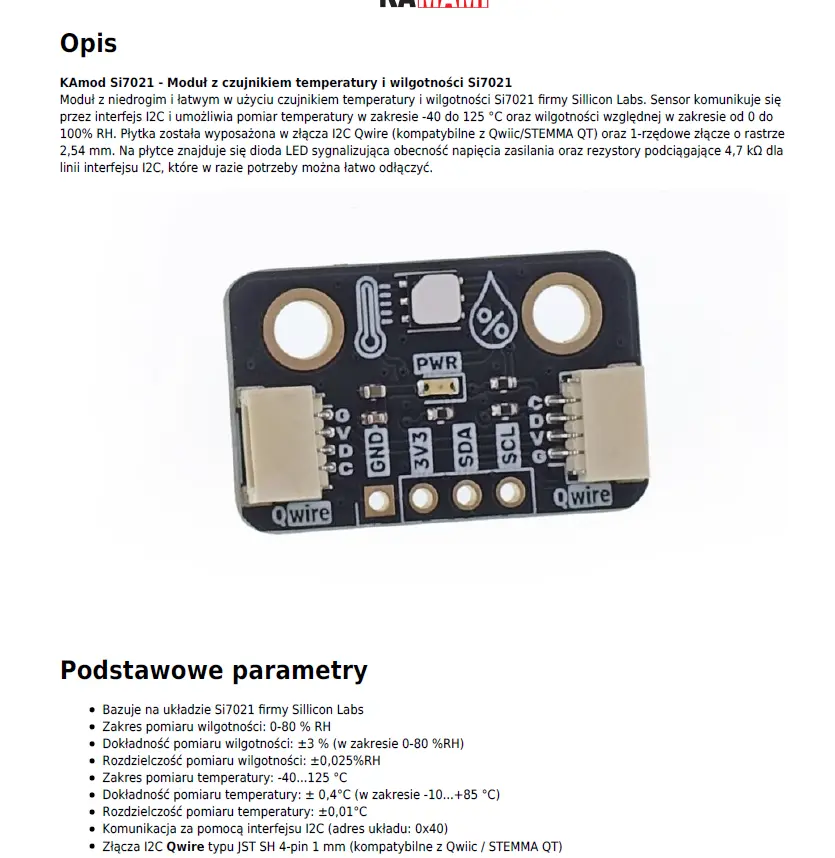 KAMAMI
Opis
KAmod Si7021 - Moduł z czujnikiem temperatury i wilgotności Si7021
Moduł z niedrogim i łatwym w użyciu czujnikiem temperatury i wilgotności Si7021 firmy Sillicon Labs. Sensor komunikuje się
przez interfejs I2C i umożliwia pomiar temperatury w zakresie -40 do 125 °C oraz wilgotności względnej w zakresie od 0 do
100% RH. Płytka została wyposażona w złącza I2C Qwire (kompatybilne z Qwiic/STEMMA QT) oraz 1-rzędowe złącze o rastrze
2,54 mm. Na płytce znajduje się dioda LED sygnalizująca obecność napięcia zasilania oraz rezystory podciągające 4,7 kΩ dla
linii interfejsu I2C, które w razie potrzeby można łatwo odłączyć.
%
PWR
G
V
D
C
GND
3V3
SDA
SCL
C
D
V
G
Qwire
Qwire
Podstawowe parametry
• Bazuje na układzie Si7021 firmy Sillicon Labs
• Zakres pomiaru wilgotności: 0-80 % RH
• Dokładność pomiaru wilgotności: ±3 % (w zakresie 0-80 %RH)
• Rozdzielczość pomiaru wilgotności: ±0,025%RH
• Zakres pomiaru temperatury: -40...125 °C
• Dokładność pomiaru temperatury: ± 0,4°C (w zakresie -10...+85 °C)
• Rozdzielczość pomiaru temperatury: ±0,01°C
• Komunikacja za pomocą interfejsu I2C (adres układu: 0x40)
• Złącza I2C Qwire typu JST SH 4-pin 1 mm (kompatybilne z Qwiic / STEMMA QT)